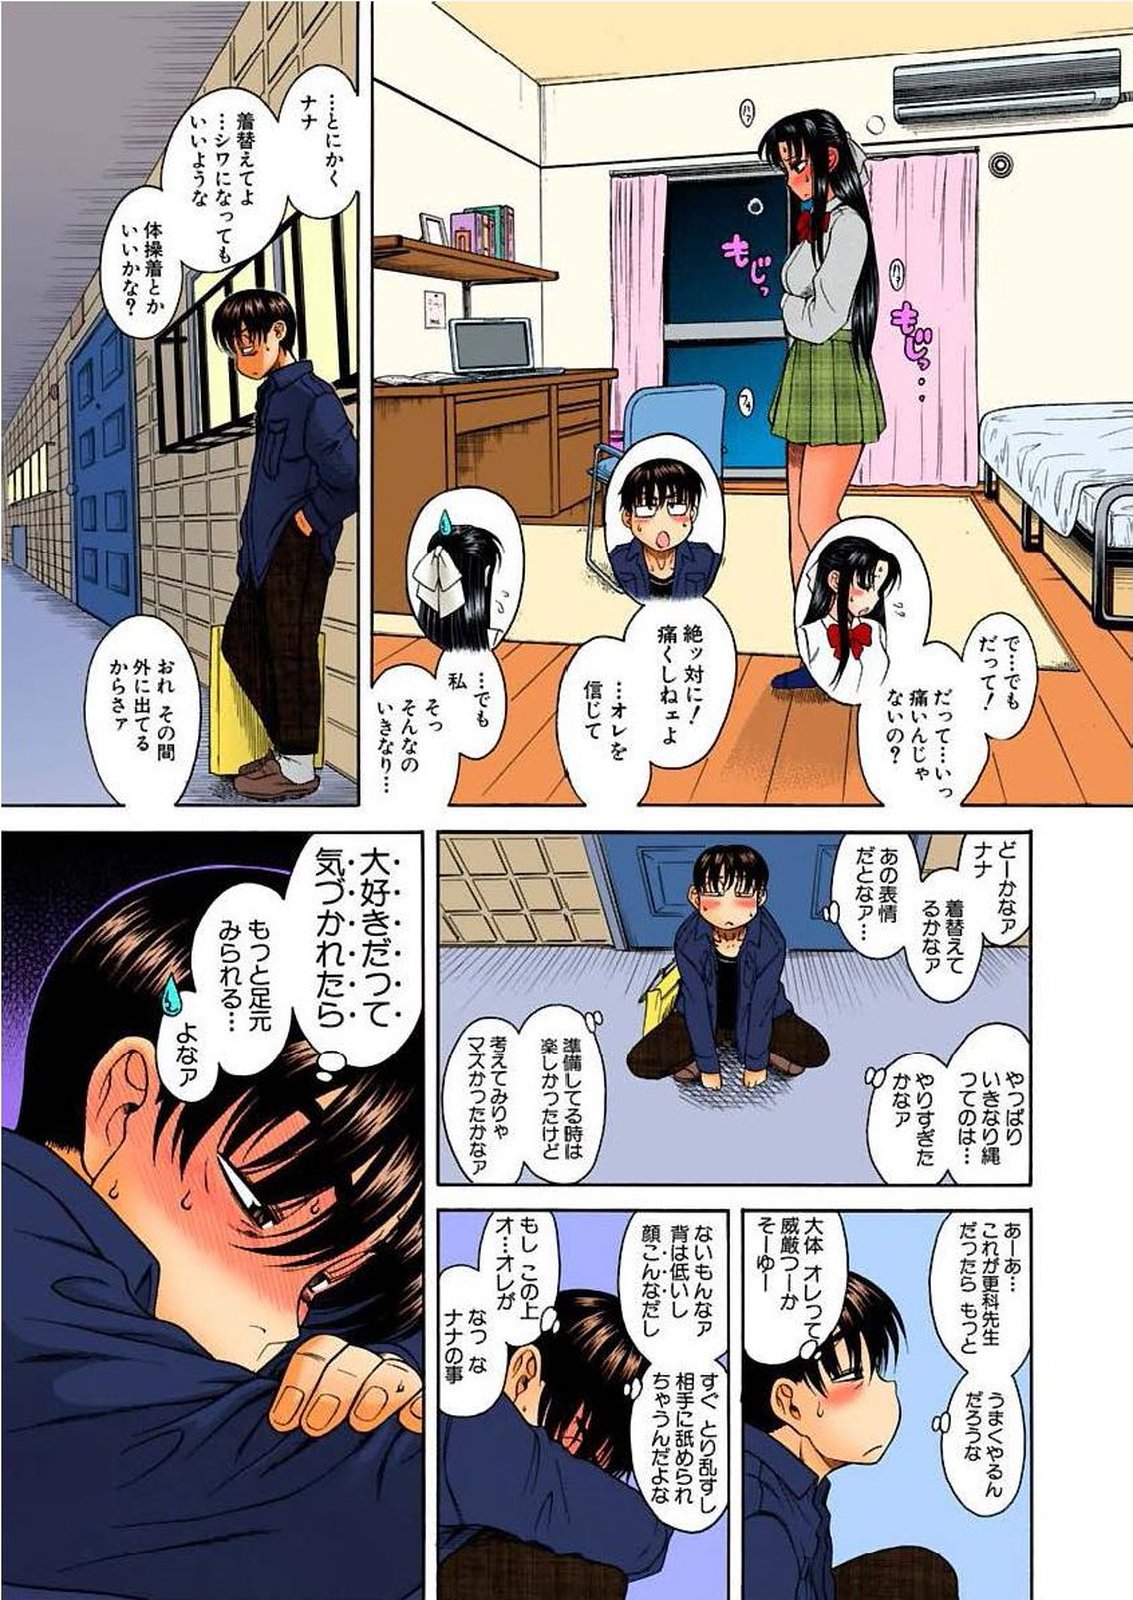 で…でも
だって！
だって…いっ
痛いんじゃ
ないの？
絶ッ対に！
痛くしねェよ
…オレを
信じて
…でも
私
そっ
そんなの
いきなり…
もじっ
もじっ・・
ハァ
ハァ
フゥ
…とにかく
ナナ
着替えてよ
…シワになっても
いいような
体操着とか
いいかな？
おれ その間
外に出てる
からさァ
どーかなァ
ナナ
着替えて
るかなァ
あの表情
だとなァ…
やっぱり
いきなり縄
つてのは…
やりすぎた
かなァ
準備してる時は
楽しかったけど
考えてみりゃ
マズかったかなァ
あーあ…
これが更科先生
だったら もっと
うまくやるん
だろうな
大体 オレって
威厳つーか
そーゆー
ないもんなァ
背は低いし
顔こんなだし
すぐ とり乱すし
相手に舐められ
ちゃうんだよな
もし この上
オ…オレが
なっ な
ナナの事
大好きだって
気づかれたら
もっと足元
みられる…
よなァ